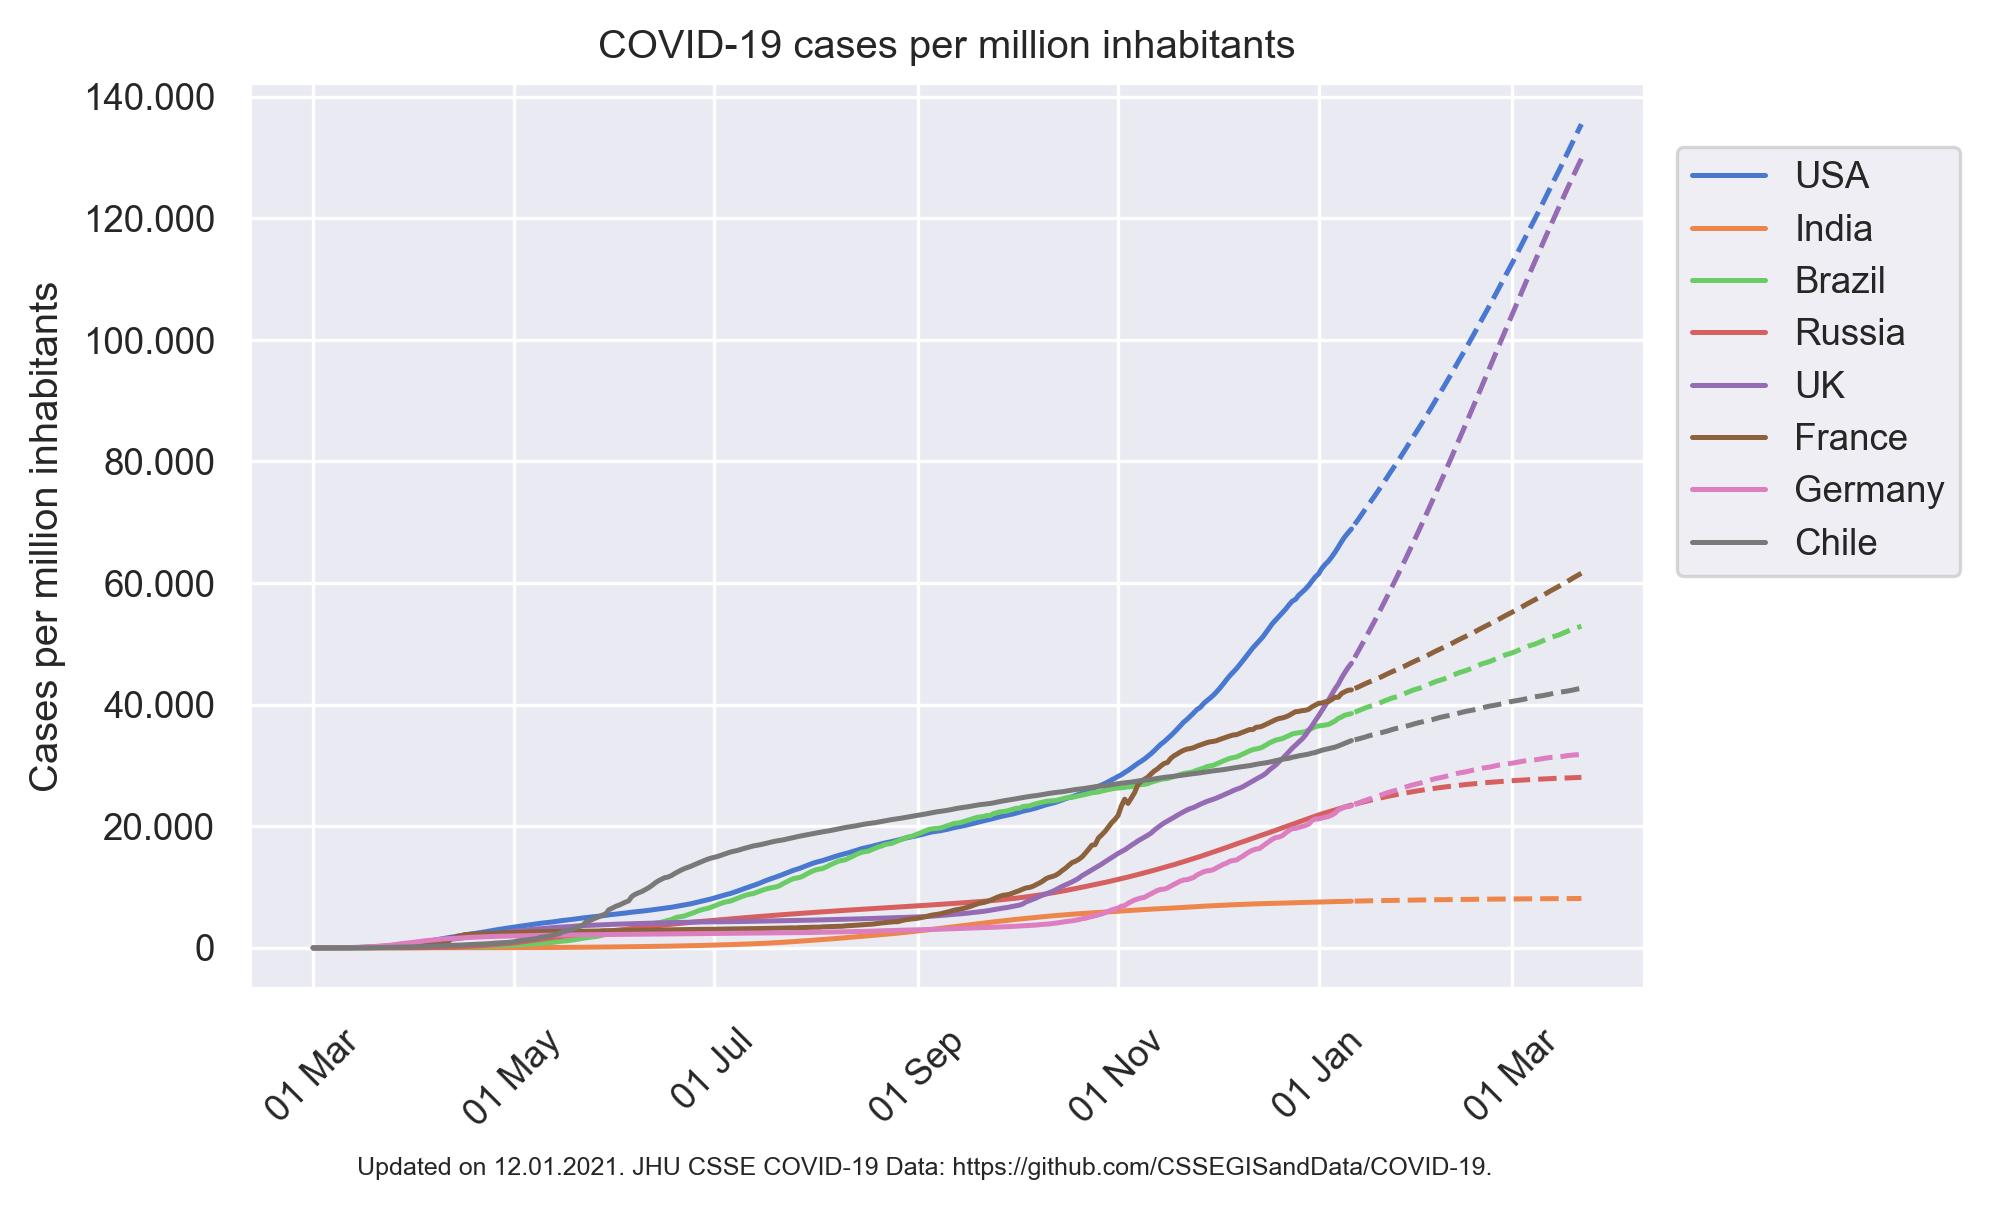 COVID-19 cases per million inhabitants
140.000
120.000
100.000
80.000
60.000
40.000
20.000
0
Cases per million inhabitants
01 Mar
01 May
01 Jul
01 Sep
01 Nov
01 Jan
01 Mar
USA
India
Brazil
Russia
UK
France
Germany
Chile
Updated on 12.01.2021. JHU CSSE COVID-19 Data: https://github.com/CSSEGISandData/COVID-19.